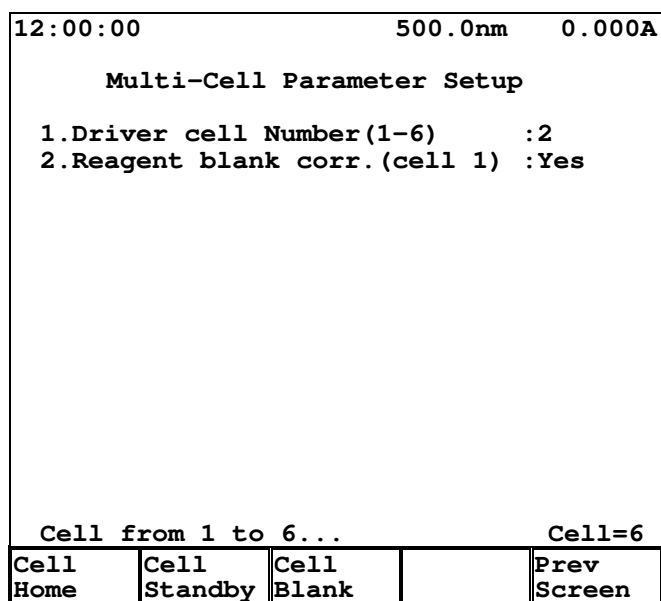 12:00:00 500.0nm 0.000A
Multi-Cell Parameter Setup
1.Driver cell Number(1-6) :2
2.Reagent blank corr.(cell 1) :Yes
Cell from 1 to 6... Cell=6
Cell Cell Cell Prev
Home Standby Blank Screen